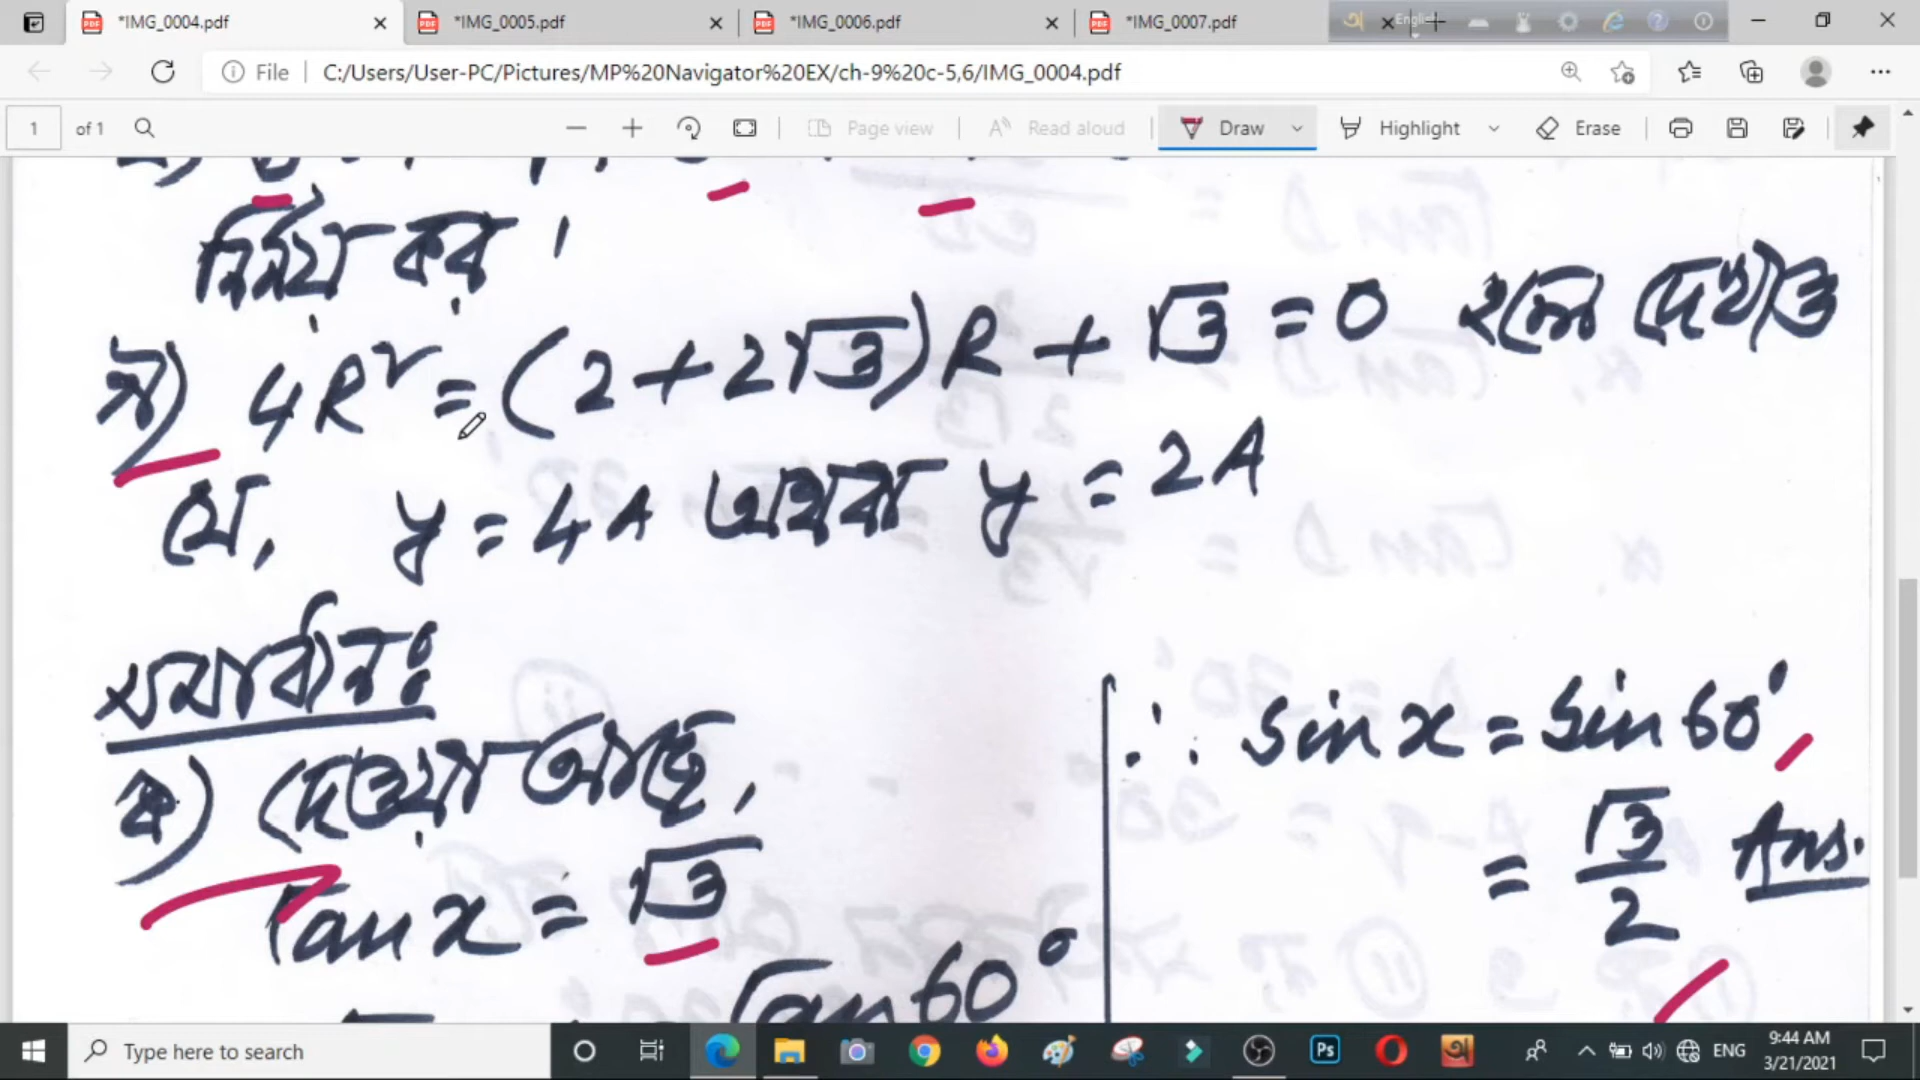 *IMG_0004.pdf
*IMG_0005.pdf
*IMG_0006.pdf
*IMG_0007.pdf
English
File
C:/Users/User-PC/Pictures/MP%20Navigator%20EX/ch-9%20c-5,6/IMG_0004.pdf
1 of 1
Page view
Read aloud
Draw
Highlight
Erase
নির্ণয় কর।
গ) 4R² = (2 + 2√3)R + √3 = 0 হলে দেখাও
যে, y = 4A অথবা y = 2A
সমাধান:
ক) দেওয়া আছে,
Tan x = √3
Tan 60°
∴ Sin x = Sin 60°
= √3/2 Ans.
Type here to search
ENG
9:44 AM
3/21/2021